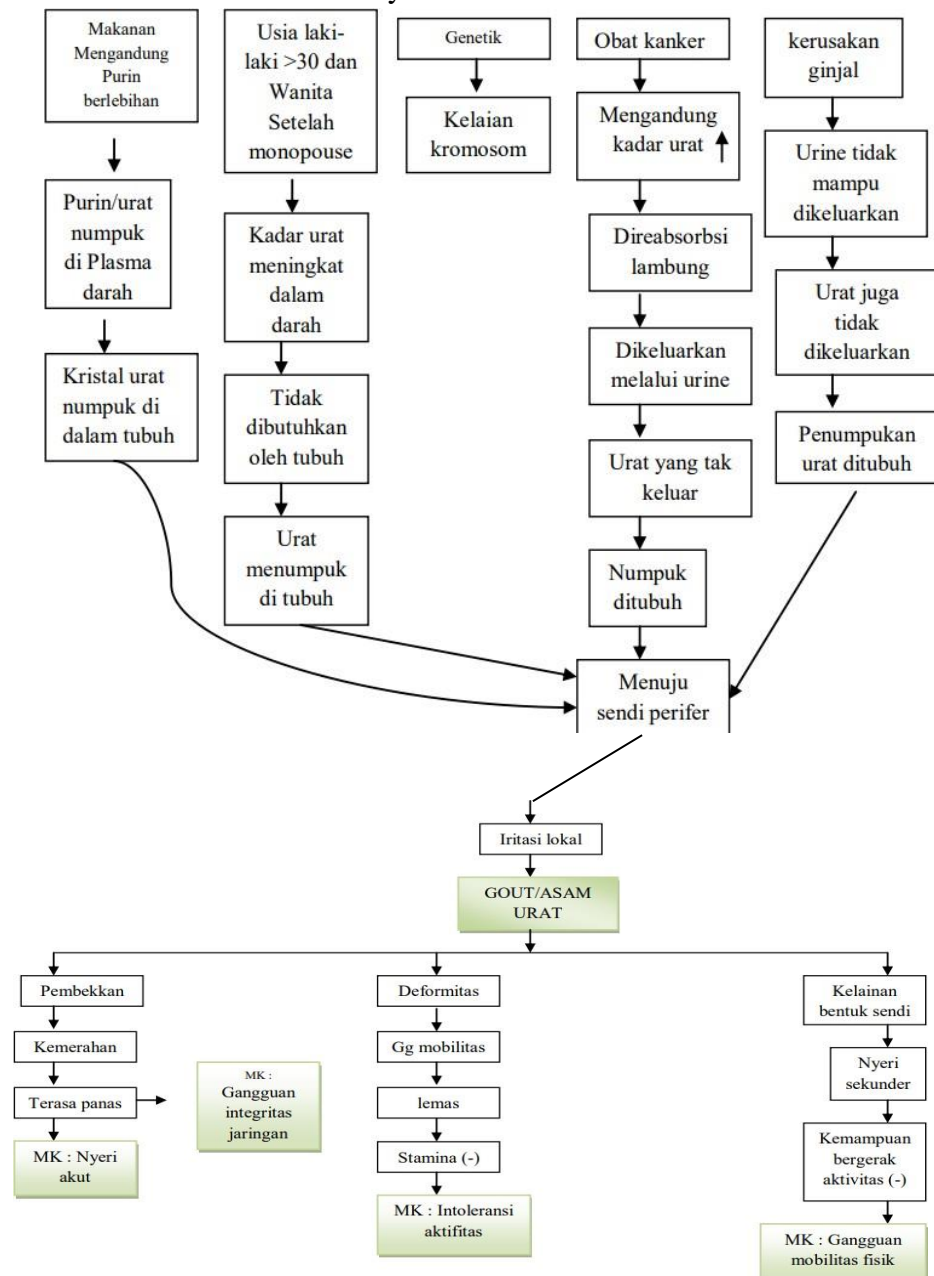 Makanan
Mengandung
Purin
berlebihan
Usia laki-
laki >30 dan
Wanita
Setelah
monopouse
Genetik
Obat kanker
kerusakan
ginjal
Kelaian
kromosom
Mengandung
kadar urat
Urine tidak
mampu
dikeluarkan
Purin/urat
numpuk
di Plasma
darah
Kadar urat
meningkat
dalam
darah
Direabsorbsi
lambung
Urat juga
tidak
dikeluarkan
Kristal urat
numpuk di
dalam tubuh
Tidak
dibutuhkan
oleh tubuh
Dikeluarkan
melalui urine
Penumpukan
urat ditubuh
Urat yang tak
keluar
Urat
menumpuk
di tubuh
Numpuk
ditubuh
Menuju
sendi perifer
Iritasi lokal
GOUT/ASAM
URAT
Pembekkan
Kemerahan
Terasa panas
MK :
Gangguan
integritas
jaringan
MK : Nyeri
akut
Deformitas
Gg mobilitas
lemas
Stamina (-)
MK : Intoleransi
aktifitas
Kelainan
bentuk sendi
Nyeri
sekunder
Kemampuan
bergerak
aktivitas (-)
MK : Gangguan
mobilitas fisik